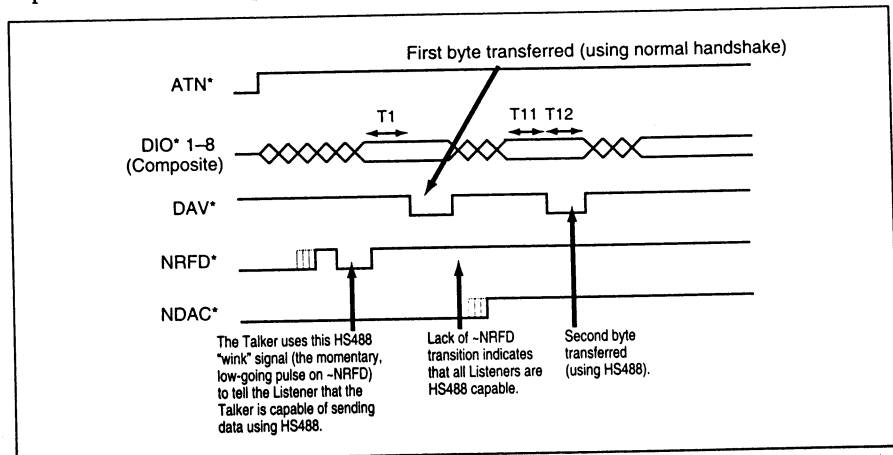 First byte transferred (using normal handshake)
ATN*
T1
T11
T12
DIO* 1–8
(Composite)
DAV*
NRFD*
NDAC*
The Talker uses this HS488
"wink" signal (the momentary,
low-going pulse on ~NRFD)
to tell the Listener that the
Talker is capable of sending
data using HS488.
Lack of ~NRFD
transition indicates
that all Listeners are
HS488 capable.
Second byte
transferred
(using HS488).